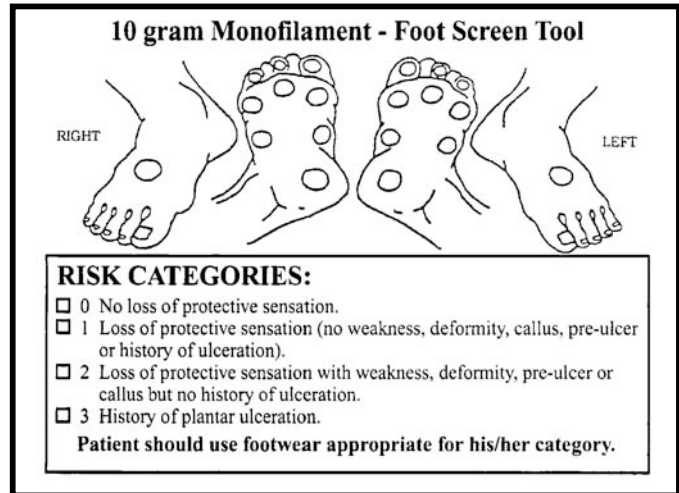 10 gram Monofilament - Foot Screen Tool
RIGHT
LEFT
RISK CATEGORIES:
0 No loss of protective sensation.
1 Loss of protective sensation (no weakness, deformity, callus, pre-ulcer
or history of ulceration).
2 Loss of protective sensation with weakness, deformity, pre-ulcer or
callus but no history of ulceration.
3 History of plantar ulceration.
Patient should use footwear appropriate for his/her category.